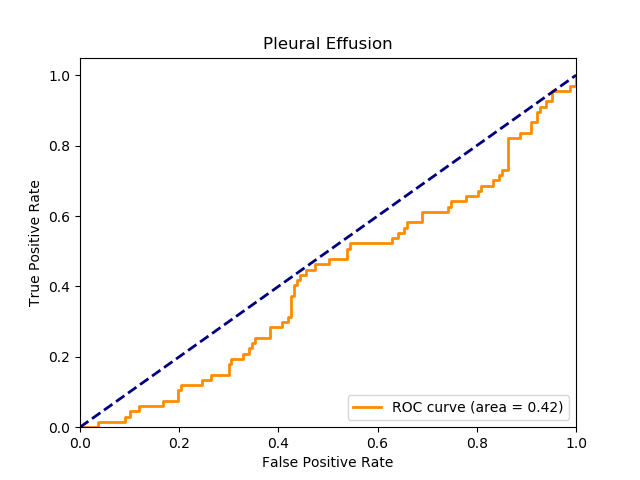 Pleural Effusion
True Positive Rate
1.0
0.8
0.6
0.4
0.2
0.0
ROC curve (area = 0.42)
0.0 0.2 0.4 0.6 0.8 1.0
False Positive Rate